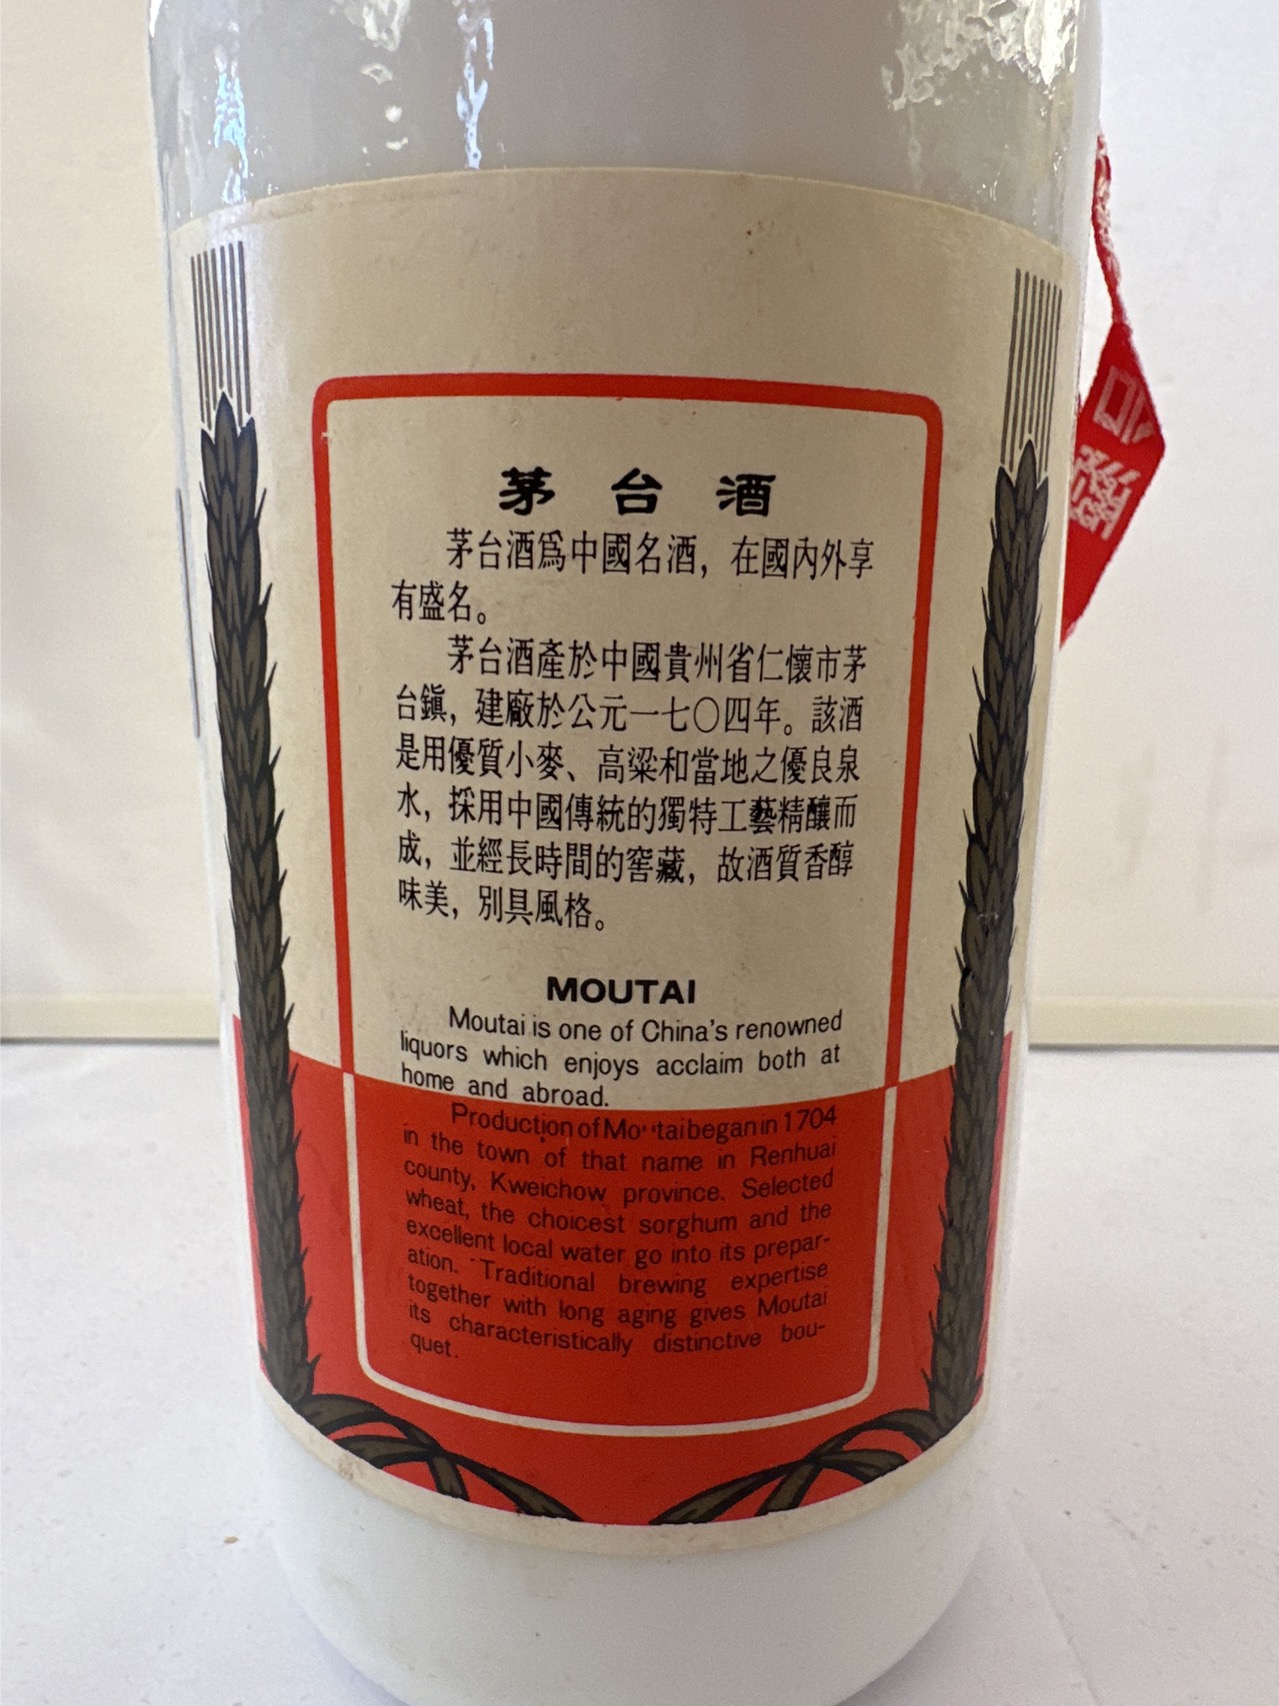 茅台酒
茅台酒爲中國名酒，在國內外享
有盛名。
茅台酒產於中國貴州省仁懷市茅
台鎮，建廠於公元一七〇四年。該酒
是用優質小麥、高粱和當地之優良泉
水，採用中國傳統的獨特工藝精釀而
成，並經長時間的窖藏，故酒質香醇
味美，別具風格。
MOUTAI
Moutai is one of China's renowned
liquors which enjoys acclaim both at
home and abroad.
Production of Moutai began in 1704
in the town of that name in Renhuai
county, Kweichow province. Selected
wheat, the choicest sorghum and the
excellent local water go into its prepar-
ation. Traditional brewing expertise
together with long aging gives Moutai
its characteristically distinctive bou-
quet.